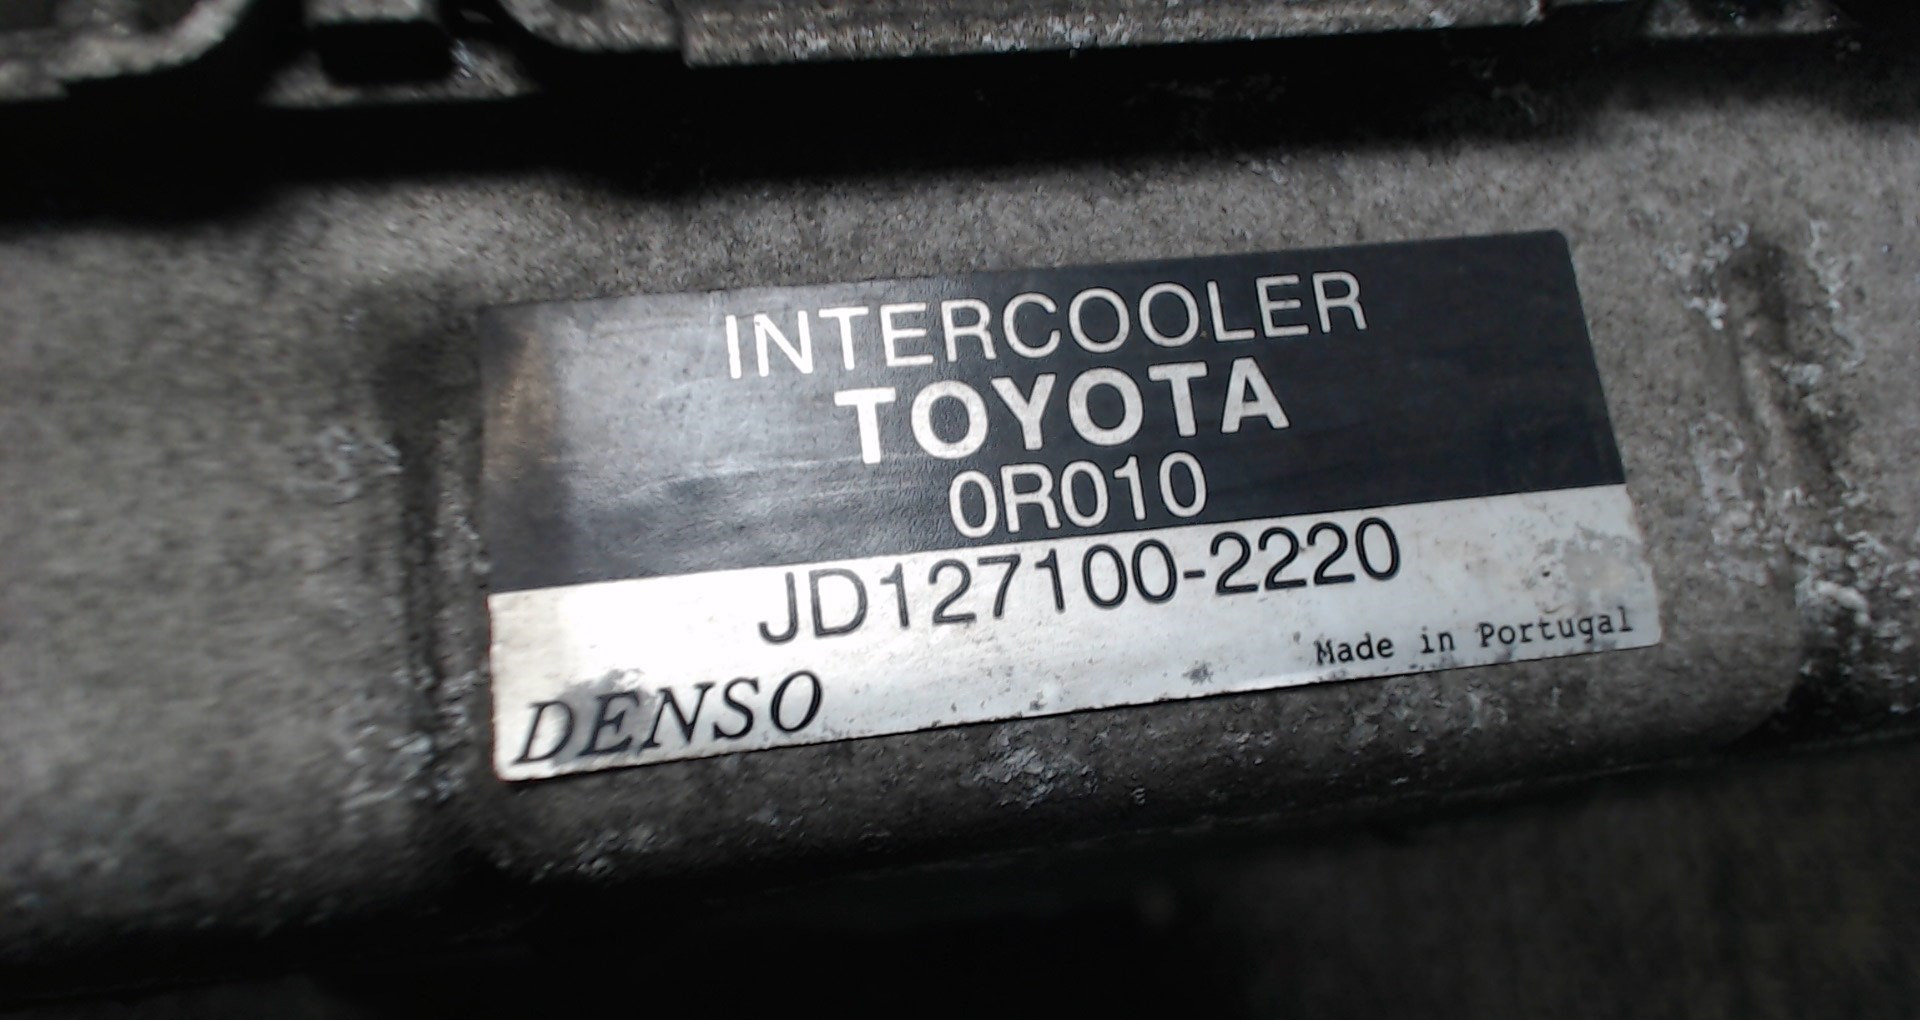 INTERCOOLER
TOYOTA
0R010
JD127100-2220
Made in Portugal
DENSO